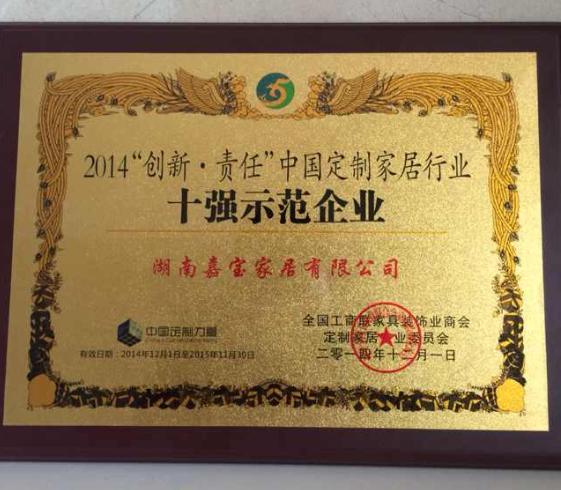 2014“创新·责任”中国定制家居行业
十强示范企业
湖南嘉宝家居有限公司
中国定制力量
有效日期：2014年12月1日至2015年11月30日
全国工商联家具装饰业商会
定制家居专业委员会
二〇一四年十二月一日